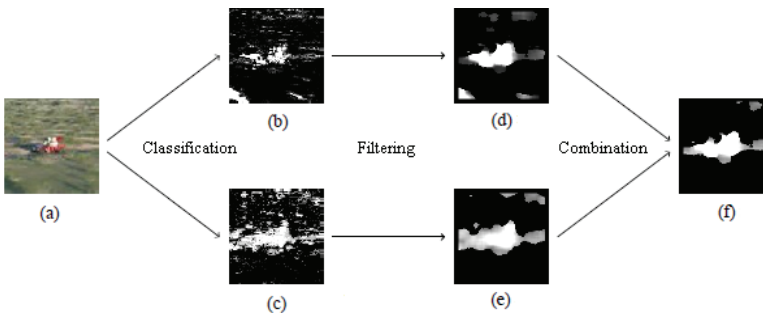 (b)
(d)
Classification
Filtering
Combination
(a)
(f)
(c)
(e)